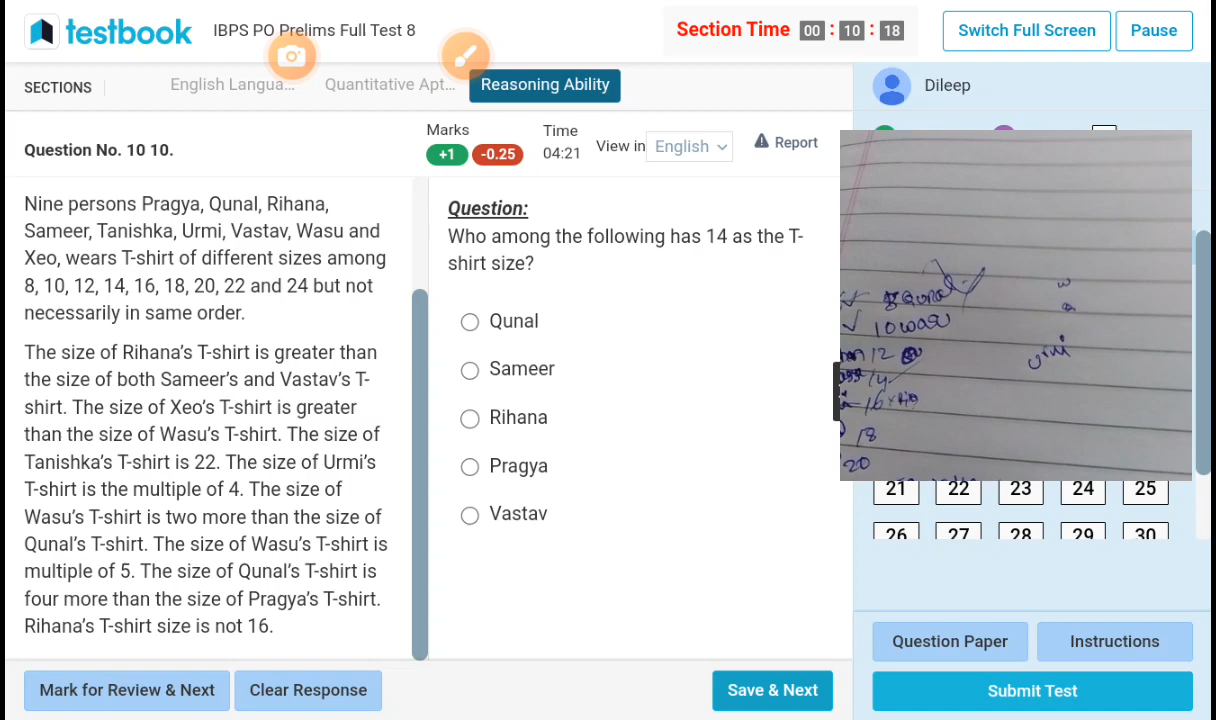 testbook
IBPS PO Prelims Full Test 8
Section Time 00 : 10 : 18
Switch Full Screen
Pause
SECTIONS
English Langua...
Quantitative Apt...
Reasoning Ability
Dileep
Question No. 10 10.
Marks
+1 -0.25
Time
04:21
View in English
Report
Nine persons Pragya, Qunal, Rihana,
Sameer, Tanishka, Urmi, Vastav, Wasu and
Xeo, wears T-shirt of different sizes among
8, 10, 12, 14, 16, 18, 20, 22 and 24 but not
necessarily in same order.
The size of Rihana's T-shirt is greater than
the size of both Sameer's and Vastav's T-
shirt. The size of Xeo's T-shirt is greater
than the size of Wasu's T-shirt. The size of
Tanishka's T-shirt is 22. The size of Urmi's
T-shirt is the multiple of 4. The size of
Wasu's T-shirt is two more than the size of
Qunal's T-shirt. The size of Wasu's T-shirt is
multiple of 5. The size of Qunal's T-shirt is
four more than the size of Pragya's T-shirt.
Rihana's T-shirt size is not 16.
Question:
Who among the following has 14 as the T-
shirt size?
Qunal
Sameer
Rihana
Pragya
Vastav
10 wasu
12
urmi
14
16
18
20
21 22 23 24 25
26 27 28 29 30
Question Paper
Instructions
Mark for Review & Next
Clear Response
Save & Next
Submit Test